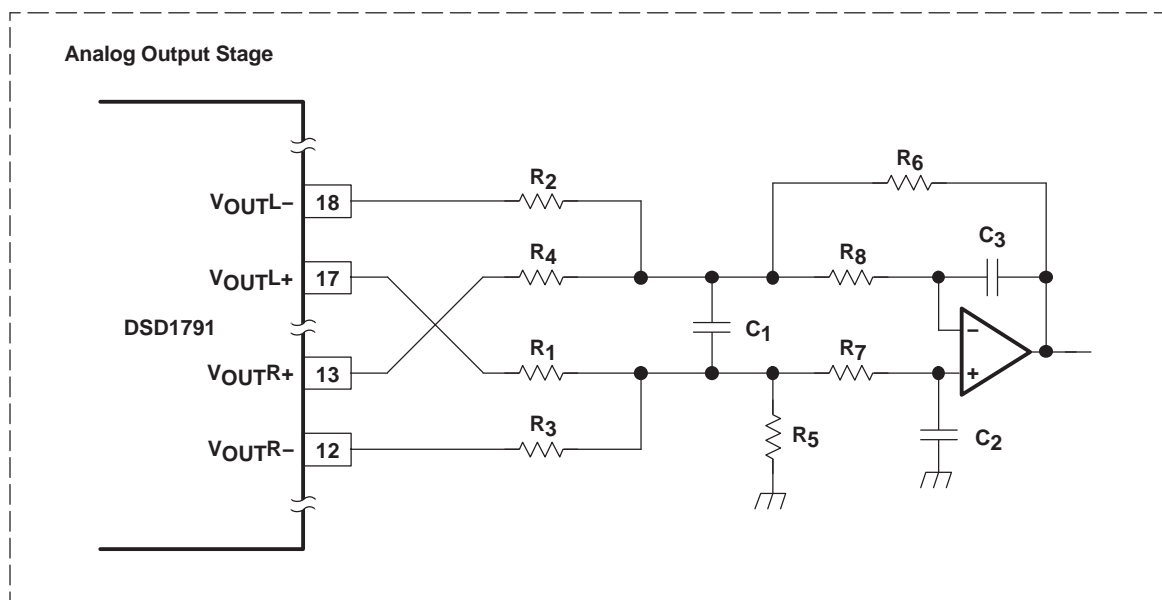 Analog Output Stage
VOUTL–
18
R2
R6
VOUTL+
17
R4
R8
C3
DSD1791
C1
–
VOUTR+
13
R1
R7
+
VOUTR–
12
R3
R5
C2